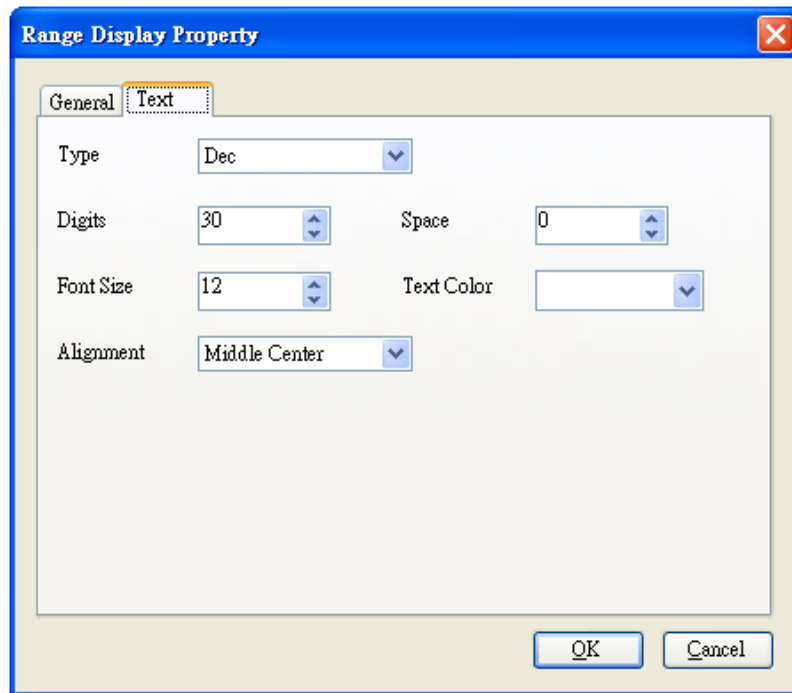 Range Display Property
General Text
Type Dec
Digits 30 Space 0
Font Size 12 Text Color
Alignment Middle Center
OK Cancel